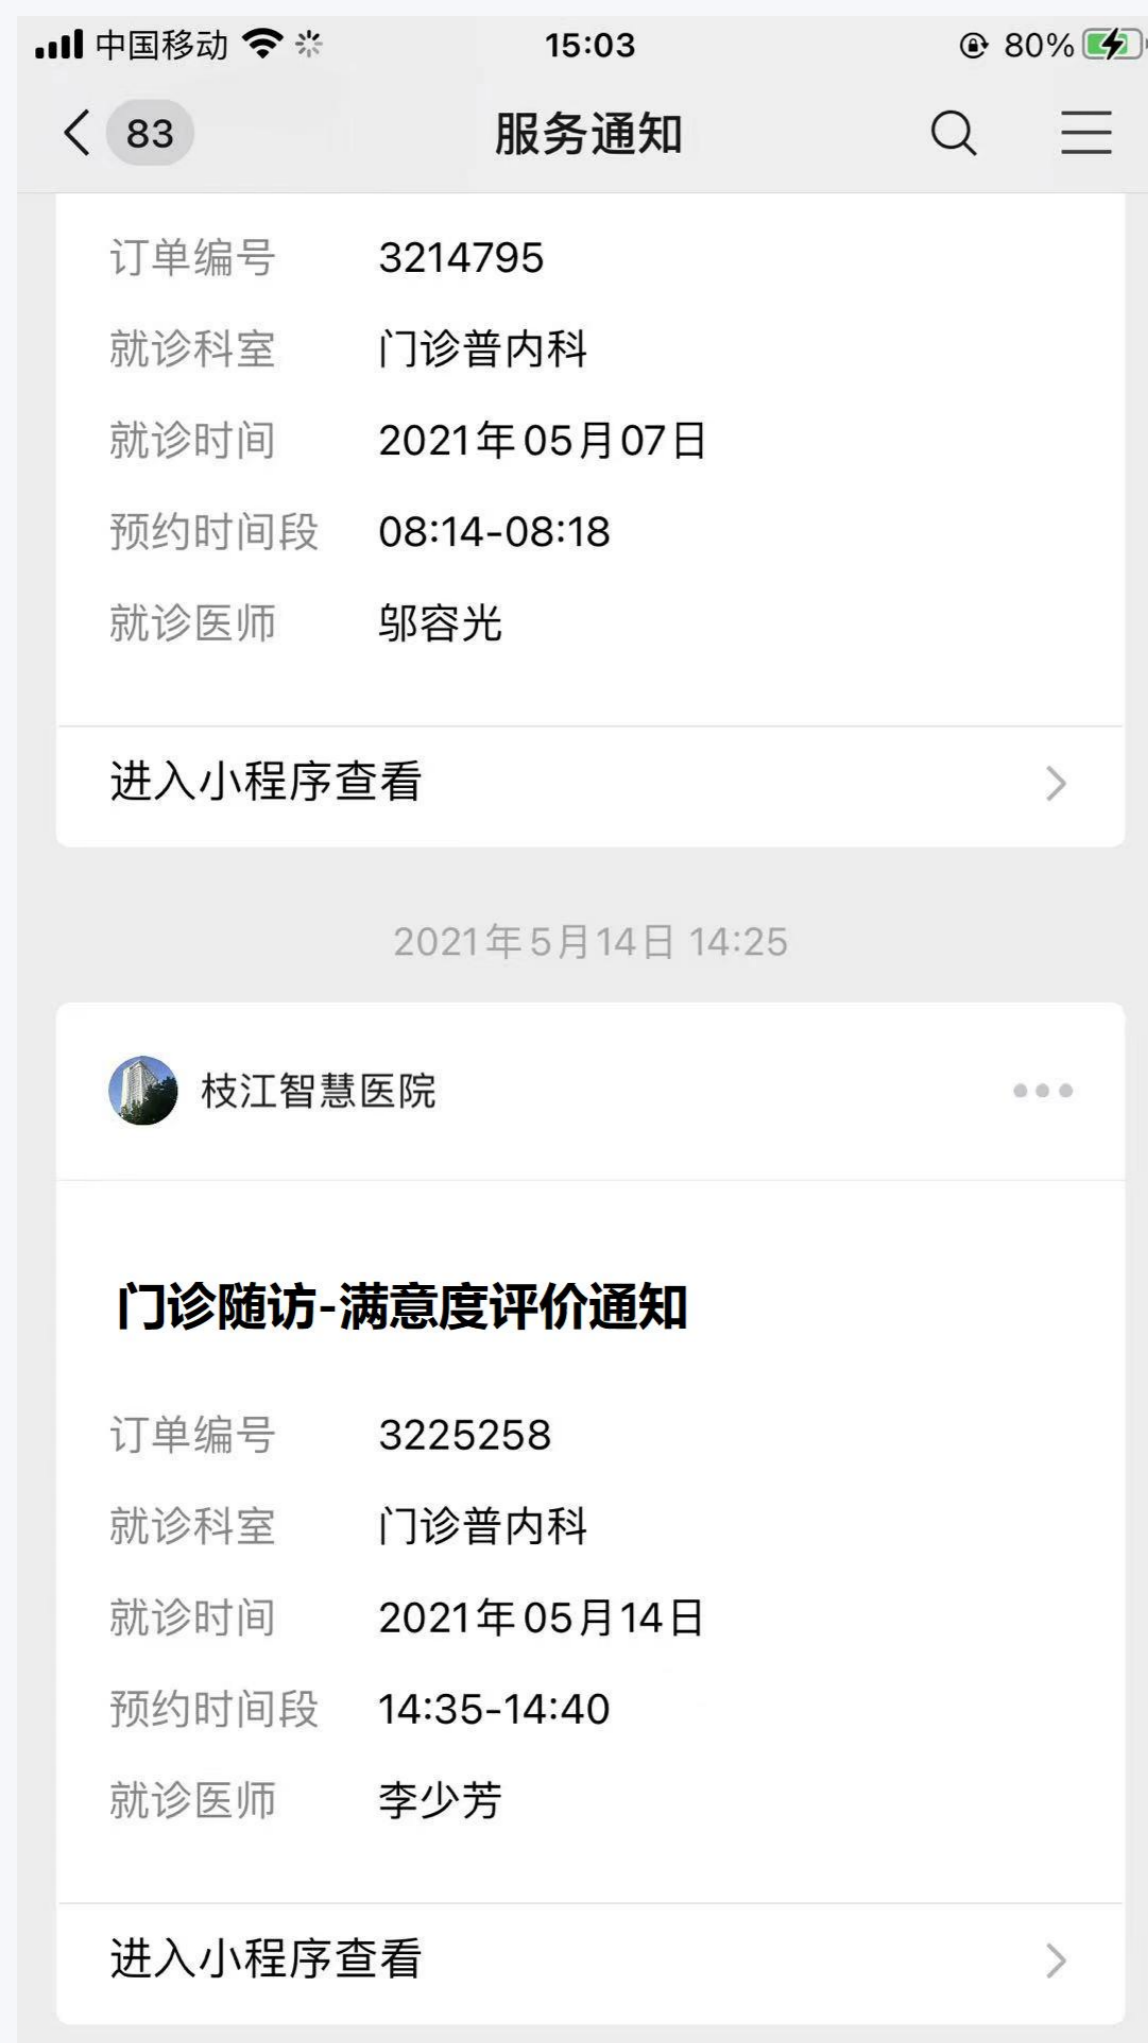 中国移动 15:03 80%
83 服务通知
订单编号 3214795
就诊科室 门诊普内科
就诊时间 2021年05月07日
预约时间段 08:14-08:18
就诊医师 邬容光
进入小程序查看
2021年5月14日 14:25
枝江智慧医院
门诊随访-满意度评价通知
订单编号 3225258
就诊科室 门诊普内科
就诊时间 2021年05月14日
预约时间段 14:35-14:40
就诊医师 李少芳
进入小程序查看